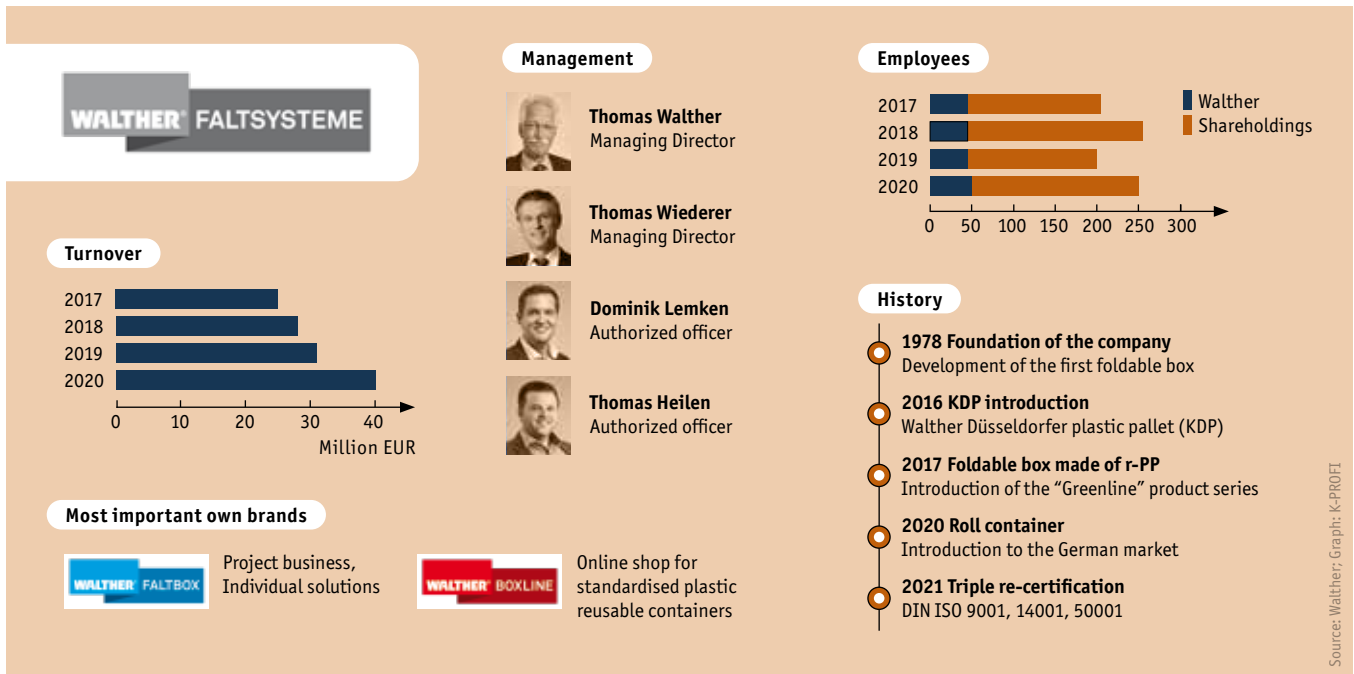 WALTHER® FALTSYSTEME
Turnover
2017
2018
2019
2020
0 10 20 30 40
Million EUR
Management
Thomas Walther
Managing Director
Thomas Wiederer
Managing Director
Dominik Lemken
Authorized officer
Thomas Heilen
Authorized officer
Employees
2017
2018
2019
2020
0 50 100 150 200 250 300
Walther
Shareholdings
History
1978 Foundation of the company
Development of the first foldable box
2016 KDP introduction
Walther Düsseldorfer plastic pallet (KDP)
2017 Foldable box made of r-PP
Introduction of the “Greenline” product series
2020 Roll container
Introduction to the German market
2021 Triple re-certification
DIN ISO 9001, 14001, 50001
Most important own brands
WALTHER® FALTBOX
Project business,
Individual solutions
WALTHER® BOXLINE
Online shop for
standardised plastic
reusable containers
Source: Walther; Graph: K-PROFI